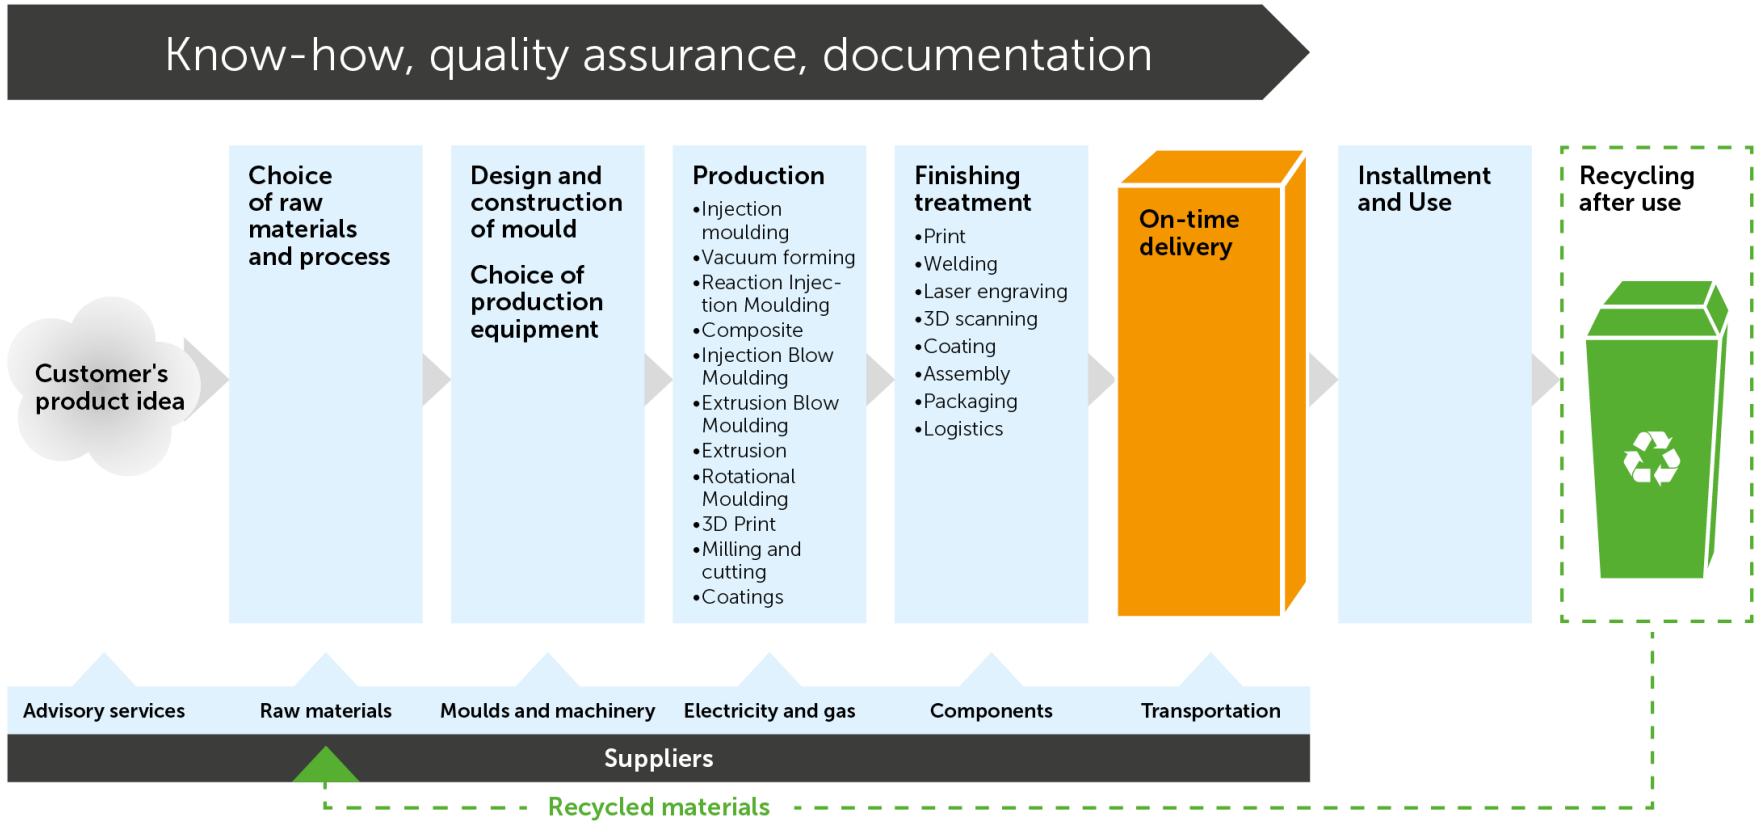 Know-how, quality assurance, documentation
Customer's
product idea
Choice
of raw
materials
and process
Design and
construction
of mould
Choice of
production
equipment
Production
•Injection
moulding
•Vacuum forming
•Reaction Injec-
tion Moulding
•Composite
•Injection Blow
Moulding
•Extrusion Blow
Moulding
•Extrusion
•Rotational
Moulding
•3D Print
•Milling and
cutting
•Coatings
Finishing
treatment
•Print
•Welding
•Laser engraving
•3D scanning
•Coating
•Assembly
•Packaging
•Logistics
On-time
delivery
Installment
and Use
Recycling
after use
Advisory services
Raw materials
Moulds and machinery
Electricity and gas
Components
Transportation
Suppliers
Recycled materials